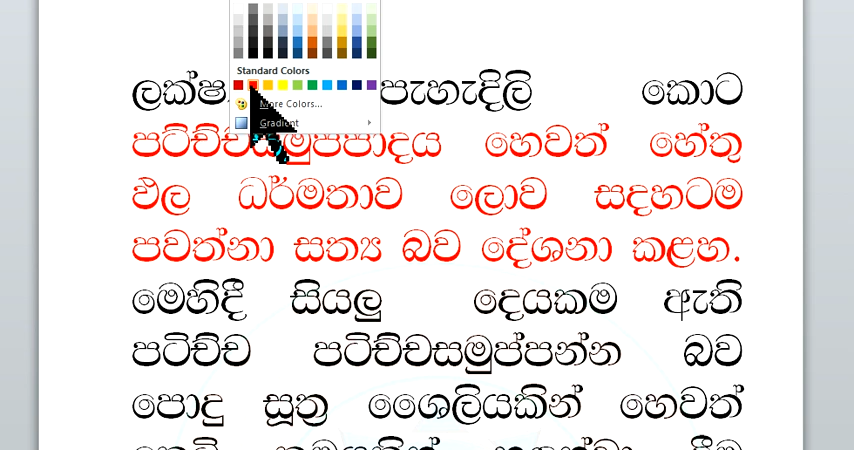 Standard Colors
More Colors...
Gradient
පැහැදිලි කොට
පටිච්චසමුප්පාදය හෙවත් හේතු
ඵල ධර්මතාව ලොව සදහටම
පවත්නා සත්‍ය බව දේශනා කළහ.
මෙහිදී සියලු දෙයකම ඇති
පටිච්ච පටිච්චසමුප්පන්න බව
පොදු සූත්‍ර ශෛලියකින් හෙවත්